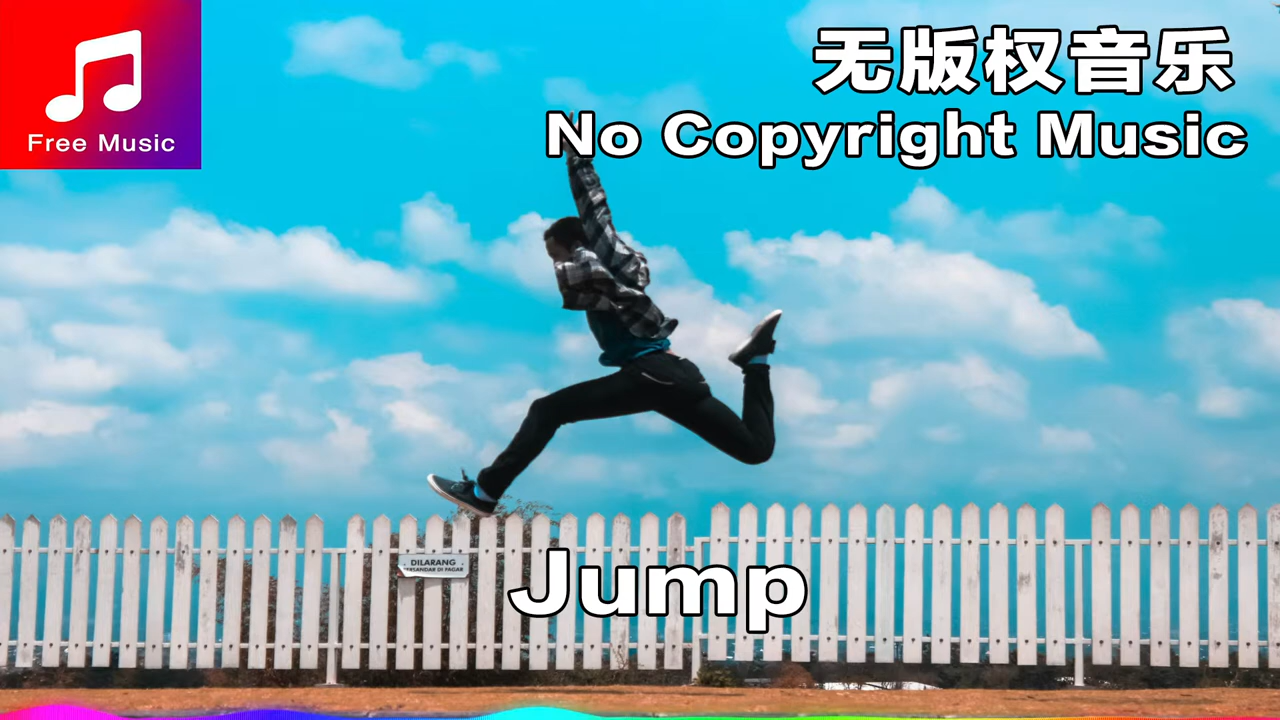 Free Music
无版权音乐
No Copyright Music
DILARANG
BERSANDAR DI PAGAR
Jump